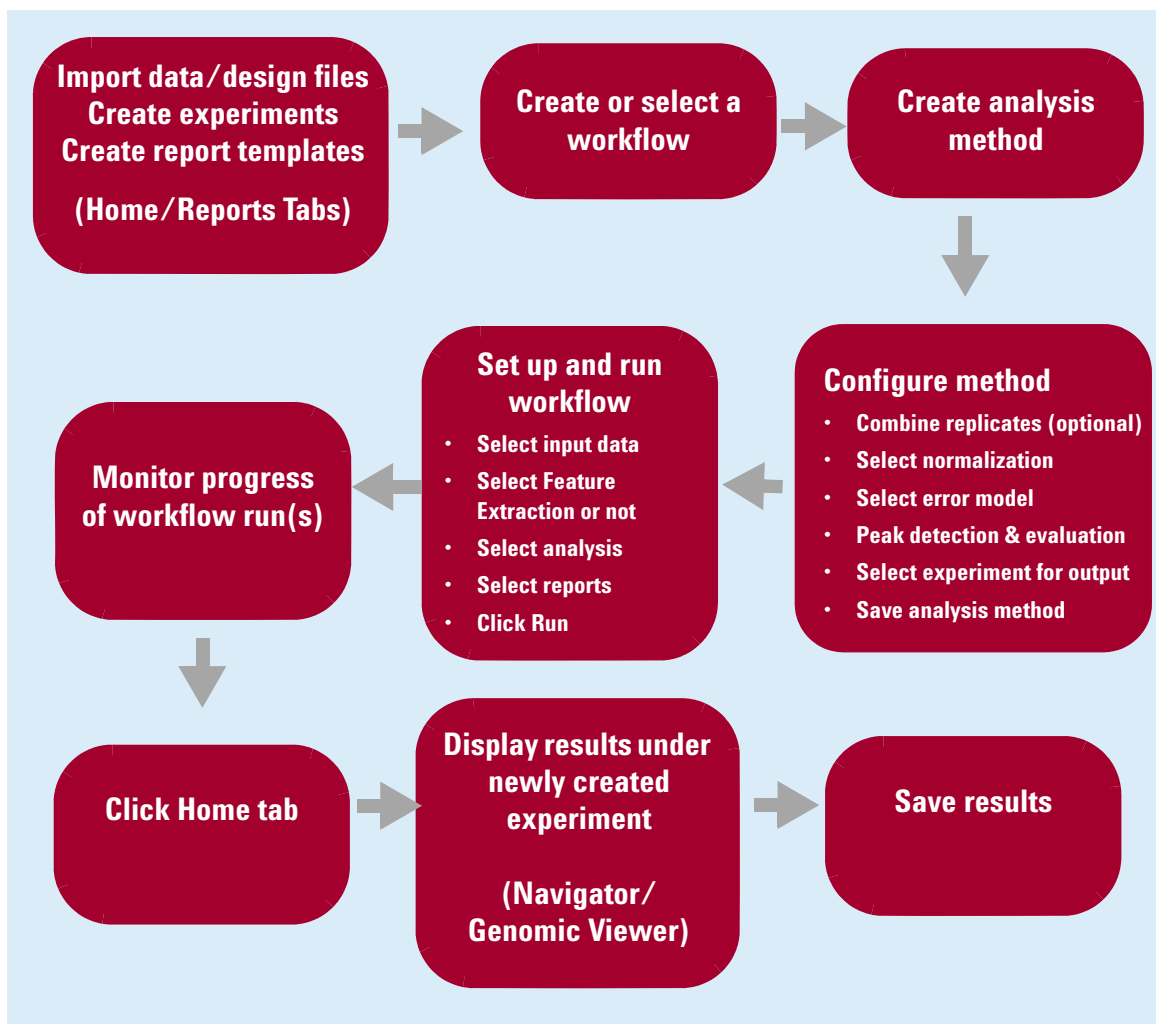 Import data/design files
Create experiments
Create report templates
(Home/Reports Tabs)
Create or select a
workflow
Create analysis
method
Configure method
• Combine replicates (optional)
• Select normalization
• Select error model
• Peak detection & evaluation
• Select experiment for output
• Save analysis method
Set up and run
workflow
• Select input data
• Select Feature
Extraction or not
• Select analysis
• Select reports
• Click Run
Monitor progress
of workflow run(s)
Click Home tab
Display results under
newly created
experiment
(Navigator/
Genomic Viewer)
Save results